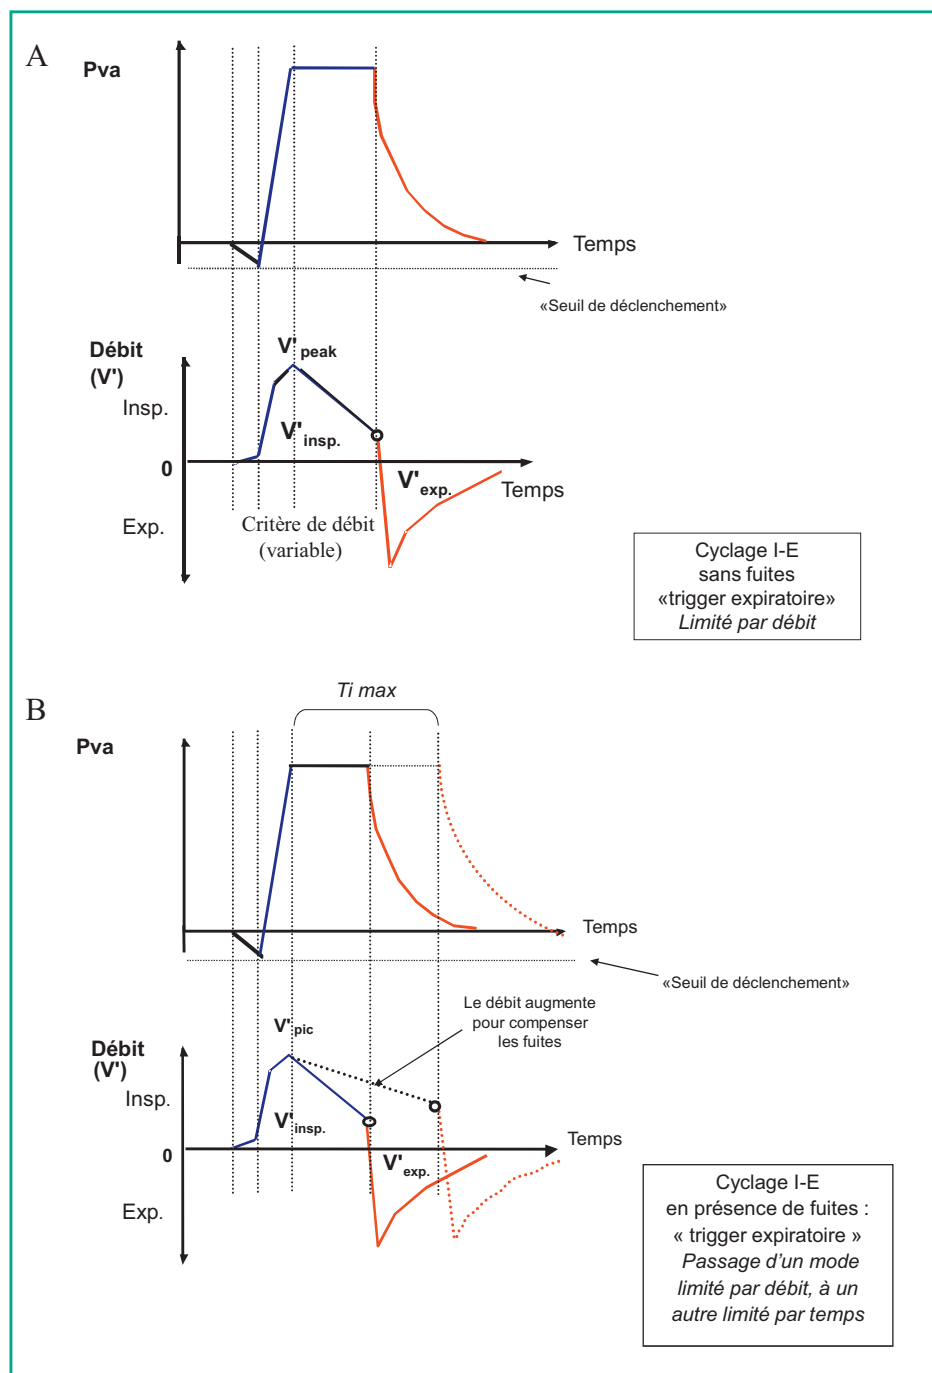 A
Pva
Temps
«Seuil de déclenchement»
Débit
(V')
V'peak
Insp.
V'insp.
0
V'exp.
Temps
Exp.
Critère de débit
(variable)
Cyclage I-E
sans fuites
«trigger expiratoire»
Limité par débit
B
Ti max
Pva
Temps
«Seuil de déclenchement»
Le débit augmente
pour compenser
les fuites
V'pic
Débit
(V')
Insp.
V'insp.
Temps
0
V'exp.
Exp.
Cyclage I-E
en présence de fuites :
« trigger expiratoire »
Passage d'un mode
limité par débit, à un
autre limité par temps